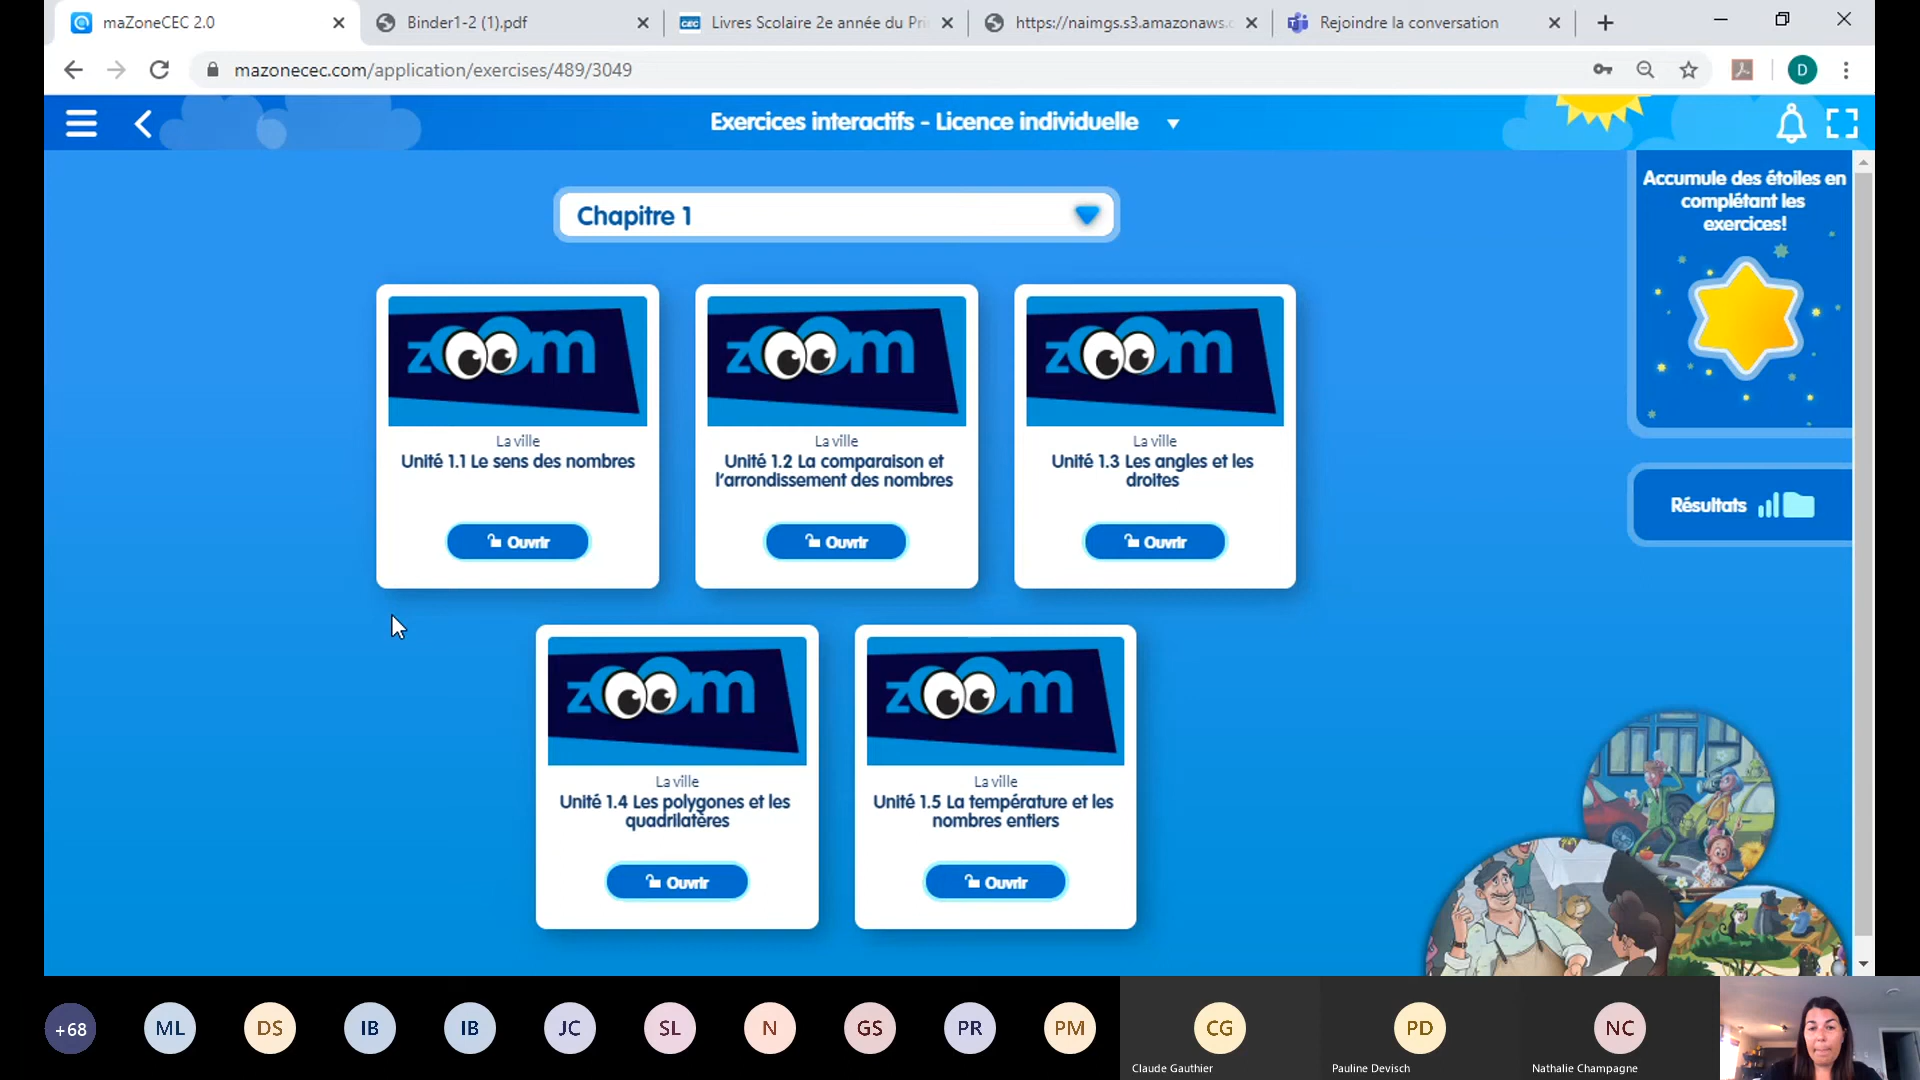 maZoneCEC 2.0
Binder1-2 (1).pdf
Livres Scolaire 2e année du Pri
https://naimgs.s3.amazonaws.c
Rejoindre la conversation
mazonecec.com/application/exercises/489/3049
D
Exercices interactifs - Licence individuelle
Chapitre 1
Accumule des étoiles en
complétant les
exercices!
Résultats
zoom
La ville
Unité 1.1 Le sens des nombres
Ouvrir
zoom
La ville
Unité 1.2 La comparaison et
l'arrondissement des nombres
Ouvrir
zoom
La ville
Unité 1.3 Les angles et les
droites
Ouvrir
zoom
La ville
Unité 1.4 Les polygones et les
quadrilatères
Ouvrir
zoom
La ville
Unité 1.5 La température et les
nombres entiers
Ouvrir
+68
ML
DS
IB
IB
JC
SL
N
GS
PR
PM
CG
Claude Gauthier
PD
Pauline Devisch
NC
Nathalie Champagne